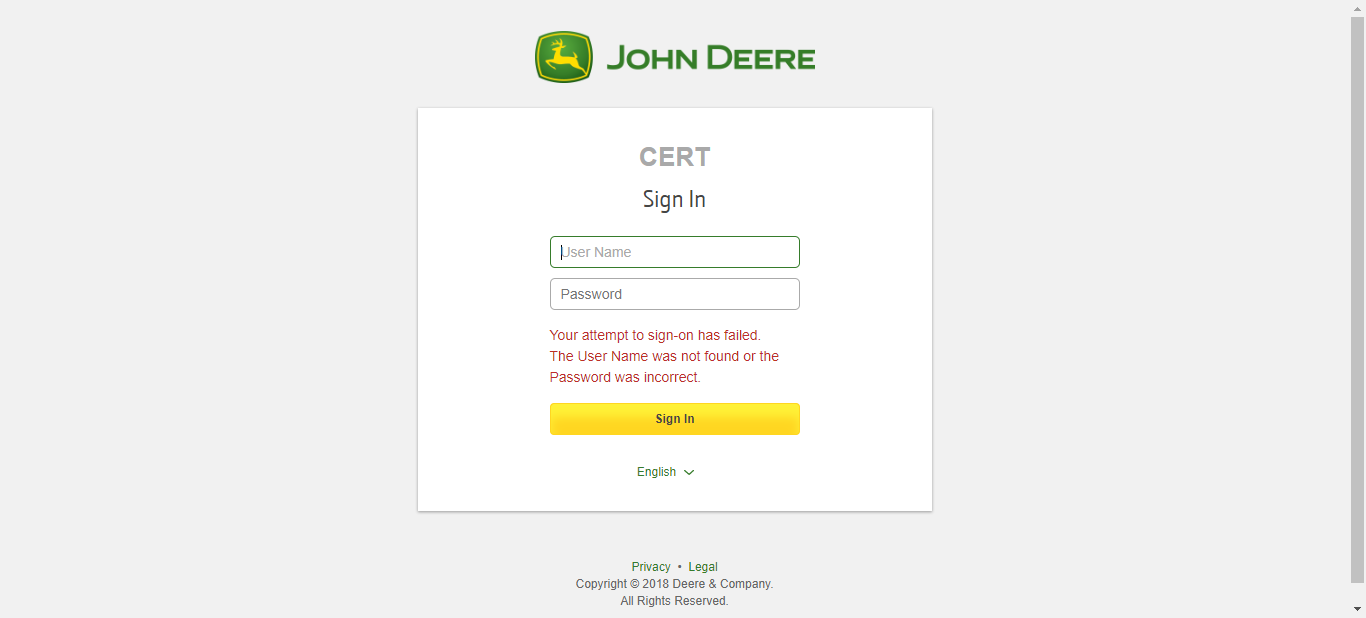 JOHN DEERE
CERT
Sign In
User Name
Password
Your attempt to sign-on has failed.
The User Name was not found or the
Password was incorrect.
Sign In
English
Privacy • Legal
Copyright © 2018 Deere & Company.
All Rights Reserved.